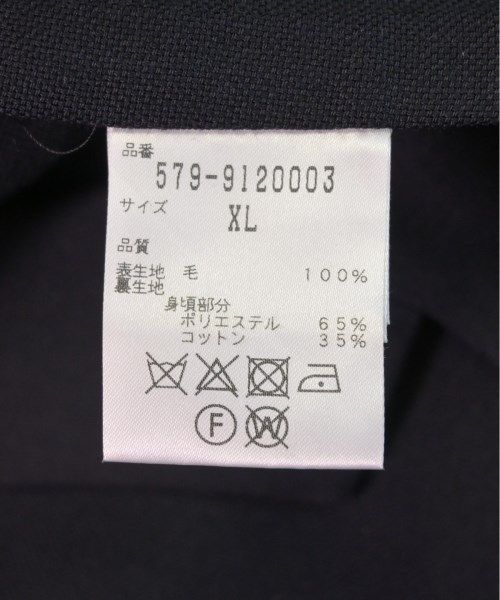 品番
579-9120003
サイズ
XL
品質
表生地 毛 100%
裏生地
身頃部分
ポリエステル 65%
コットン 35%
F W